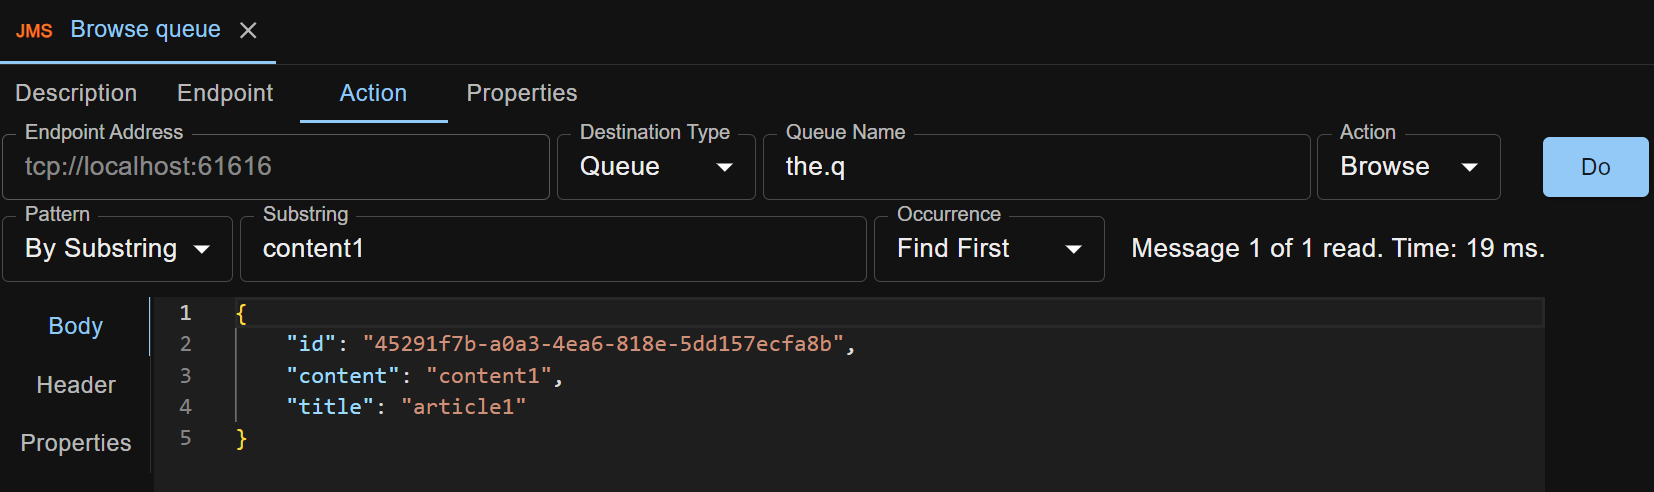 JMS Browse queue
Description Endpoint Action Properties
Endpoint Address Destination Type Queue Name Action
tcp://localhost:61616 Queue the.q Browse Do
Pattern Substring Occurrence
By Substring content1 Find First Message 1 of 1 read. Time: 19 ms.
Body
Header
Properties
1 {
2 "id": "45291f7b-a0a3-4ea6-818e-5dd157ecfa8b",
3 "content": "content1",
4 "title": "article1"
5 }